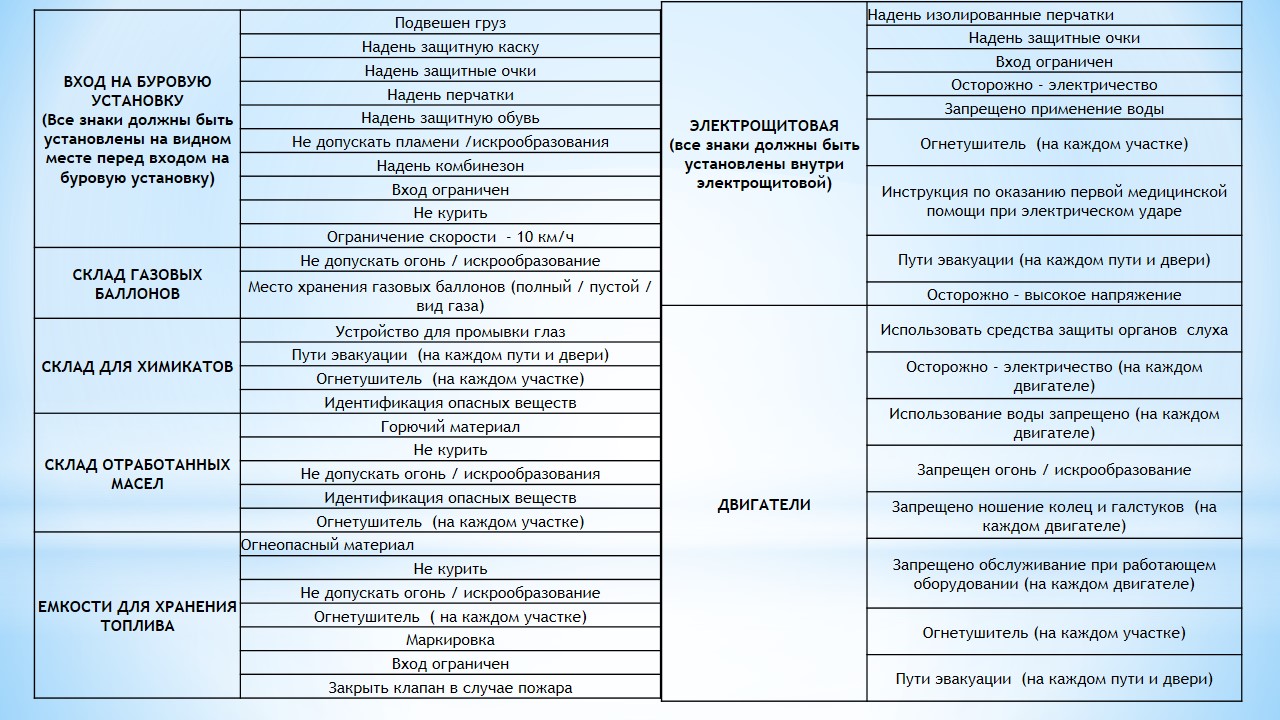 ВХОД НА БУРОВУЮ
УСТАНОВКУ
(Все знаки должны быть
установлены на видном
месте перед входом на
буровую установку)
Подвешен груз
Надень защитную каску
Надень защитные очки
Надень перчатки
Надень защитную обувь
Не допускать пламени /искрообразования
Надень комбинезон
Вход ограничен
Не курить
Ограничение скорости - 10 км/ч
СКЛАД ГАЗОВЫХ
БАЛЛОНОВ
Не допускать огонь / искрообразование
Место хранения газовых баллонов (полный / пустой /
вид газа)
СКЛАД ДЛЯ ХИМИКАТОВ
Устройство для промывки глаз
Пути эвакуации (на каждом пути и двери)
Огнетушитель (на каждом участке)
Идентификация опасных веществ
СКЛАД ОТРАБОТАННЫХ
МАСЕЛ
Горючий материал
Не курить
Не допускать огонь / искрообразования
Идентификация опасных веществ
Огнетушитель (на каждом участке)
ЕМКОСТИ ДЛЯ ХРАНЕНИЯ
ТОПЛИВА
Огнеопасный материал
Не курить
Не допускать огонь / искрообразование
Огнетушитель ( на каждом участке)
Маркировка
Вход ограничен
Закрыть клапан в случае пожара
ЭЛЕКТРОЩИТОВАЯ
(все знаки должны быть
установлены внутри
электрощитовой)
Надень изолированные перчатки
Надень защитные очки
Вход ограничен
Осторожно - электричество
Запрещено применение воды
Огнетушитель (на каждом участке)
Инструкция по оказанию первой медицинской
помощи при электрическом ударе
Пути эвакуации (на каждом пути и двери)
Осторожно – высокое напряжение
ДВИГАТЕЛИ
Использовать средства защиты органов слуха
Осторожно - электричество (на каждом
двигателе)
Использование воды запрещено (на каждом
двигателе)
Запрещен огонь / искрообразование
Запрещено ношение колец и галстуков (на
каждом двигателе)
Запрещено обслуживание при работающем
оборудовании (на каждом двигателе)
Огнетушитель (на каждом участке)
Пути эвакуации (на каждом пути и двери)